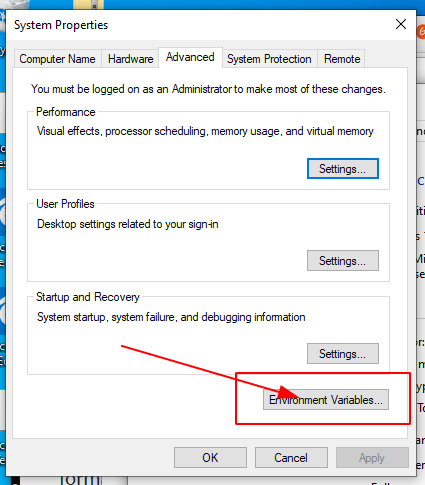 System Properties
Computer Name Hardware Advanced System Protection Remote
You must be logged on as an Administrator to make most of these changes.
Performance
Visual effects, processor scheduling, memory usage, and virtual memory
Settings...
User Profiles
Desktop settings related to your sign-in
Settings...
Startup and Recovery
System startup, system failure, and debugging information
Settings...
Environment Variables...
OK Cancel Apply